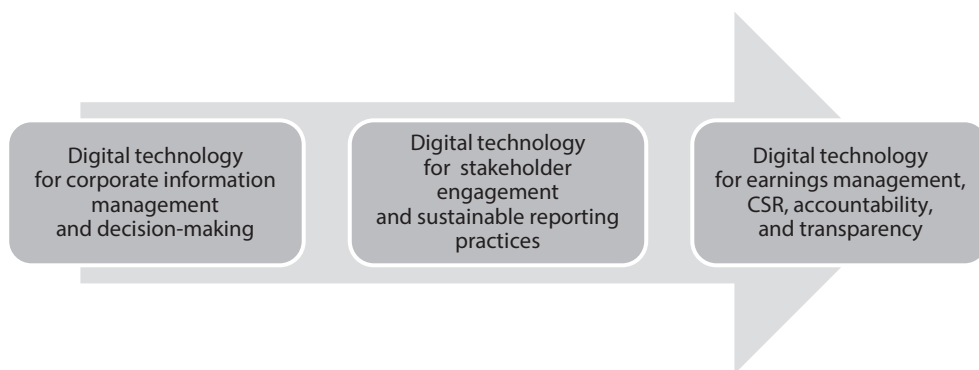 Digital technology
for corporate information
management
and decision-making
Digital technology
for stakeholder
engagement
and sustainable reporting
practices
Digital technology
for earnings management,
CSR, accountability,
and transparency